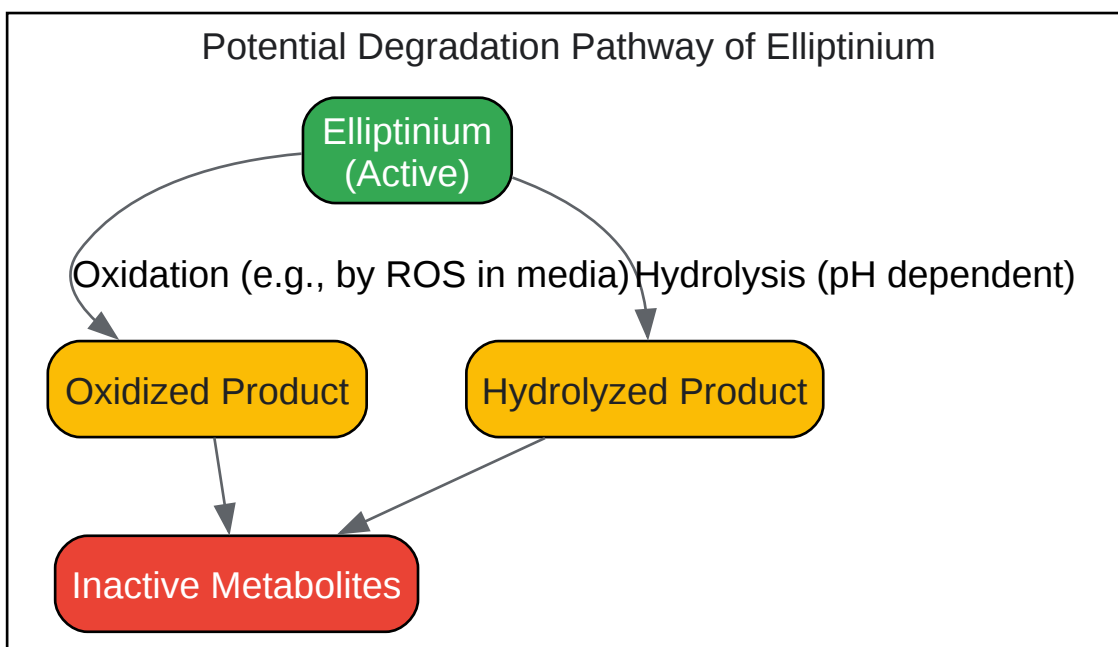 Potential Degradation Pathway of Elliptinium
Elliptinium
(Active)
Oxidation (e.g., by ROS in media)
Hydrolysis (pH dependent)
Oxidized Product
Hydrolyzed Product
Inactive Metabolites